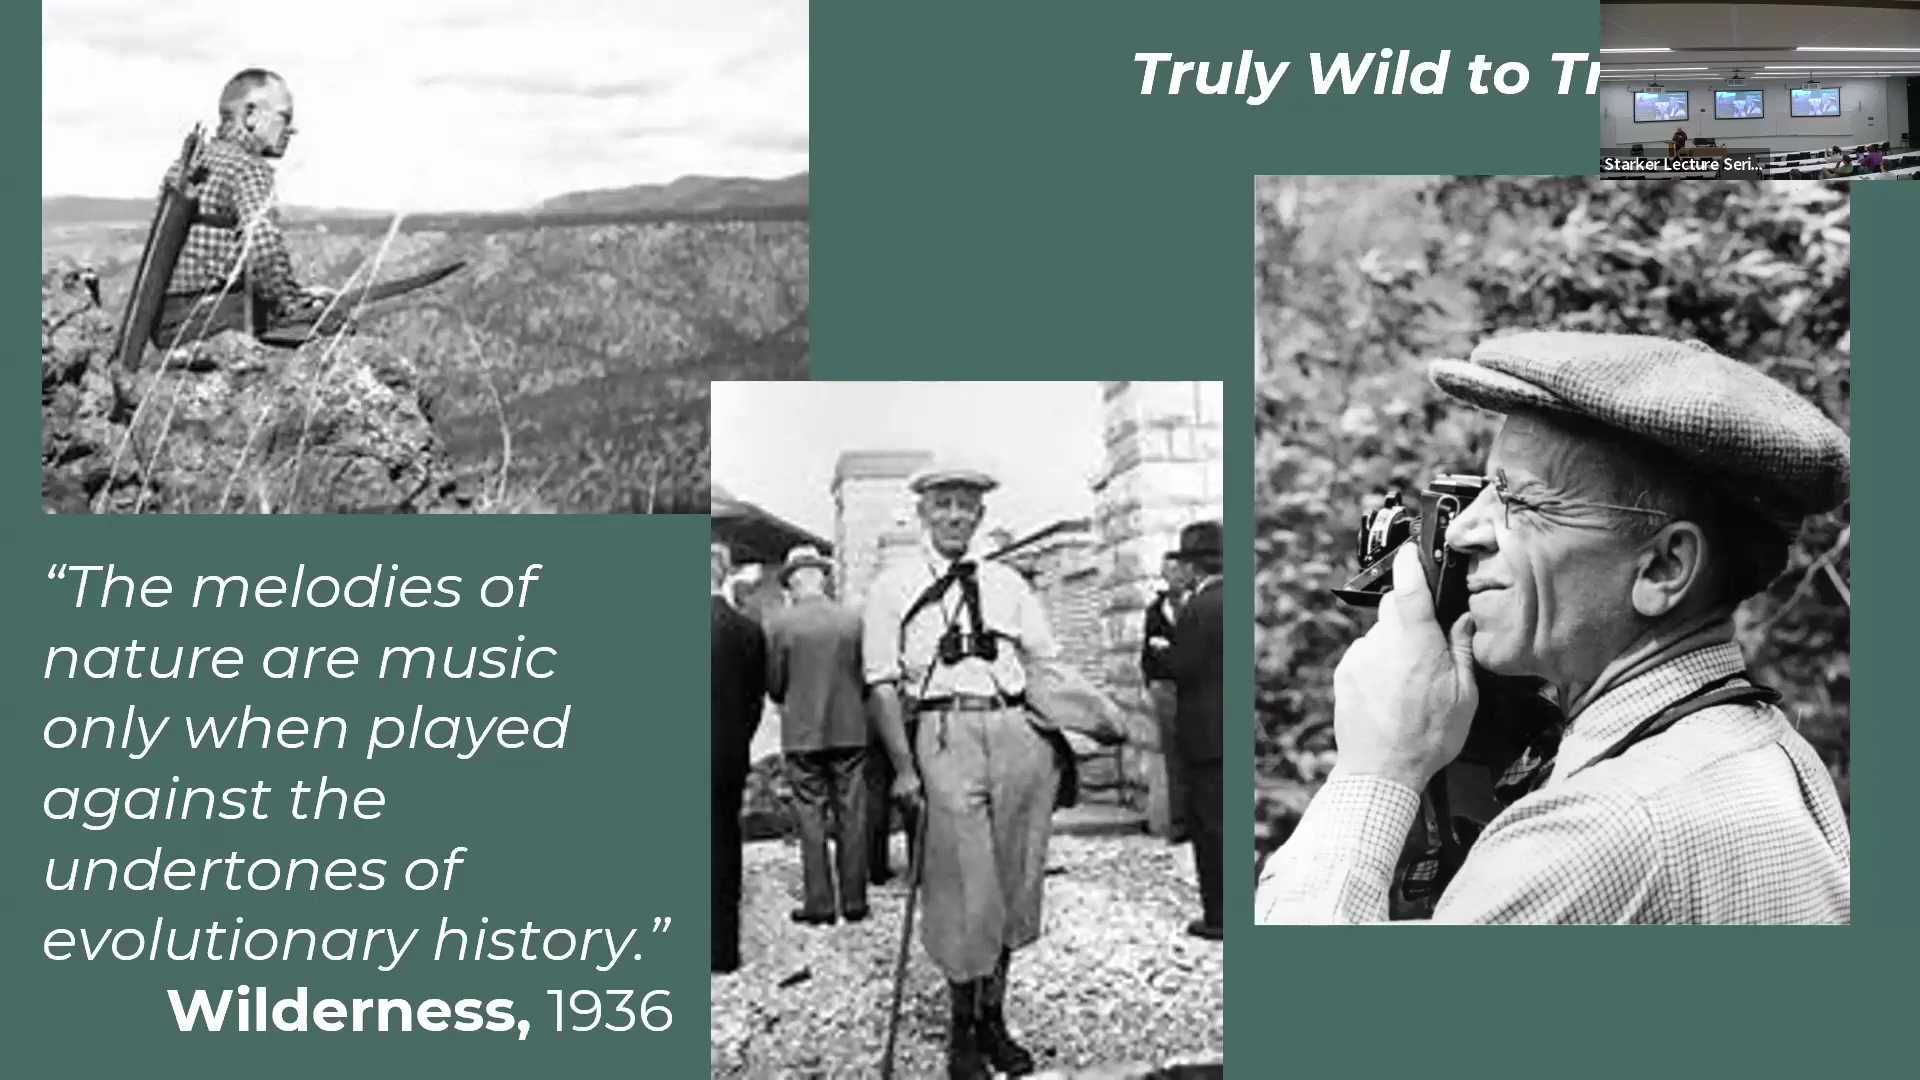 Truly Wild to Tr
Starker Lecture Seri...
“The melodies of
nature are music
only when played
against the
undertones of
evolutionary history.”
Wilderness, 1936